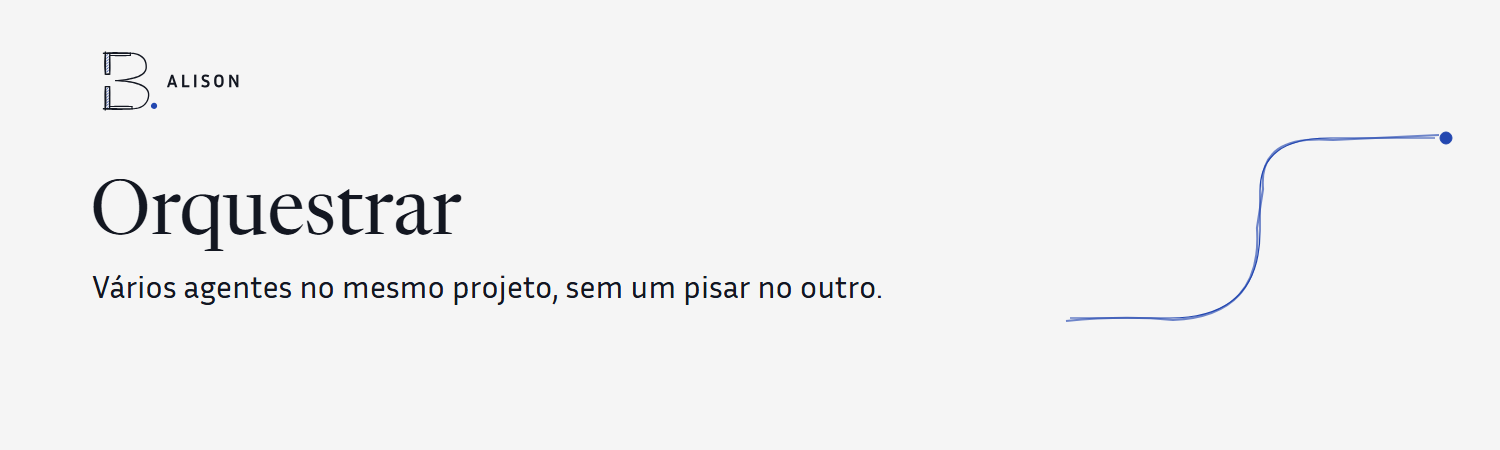 B. ALISON
Orquestrar
Vários agentes no mesmo projeto, sem um pisar no outro.